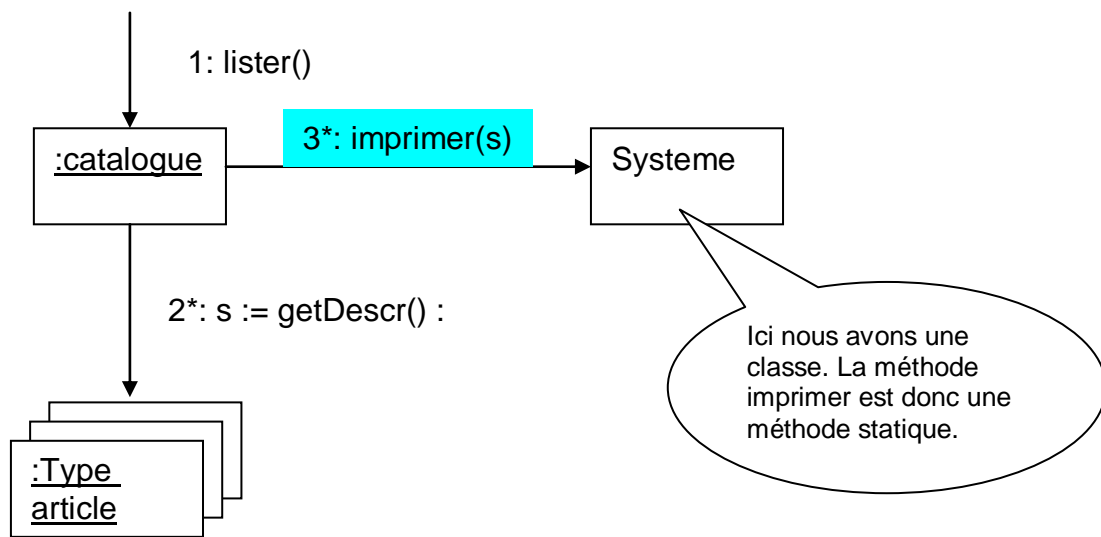 1: lister()
:catalogue
3*: imprimer(s)
Systeme
2*: s := getDescr() :
Ici nous avons une
classe. La méthode
imprimer est donc une
méthode statique.
:Type
article